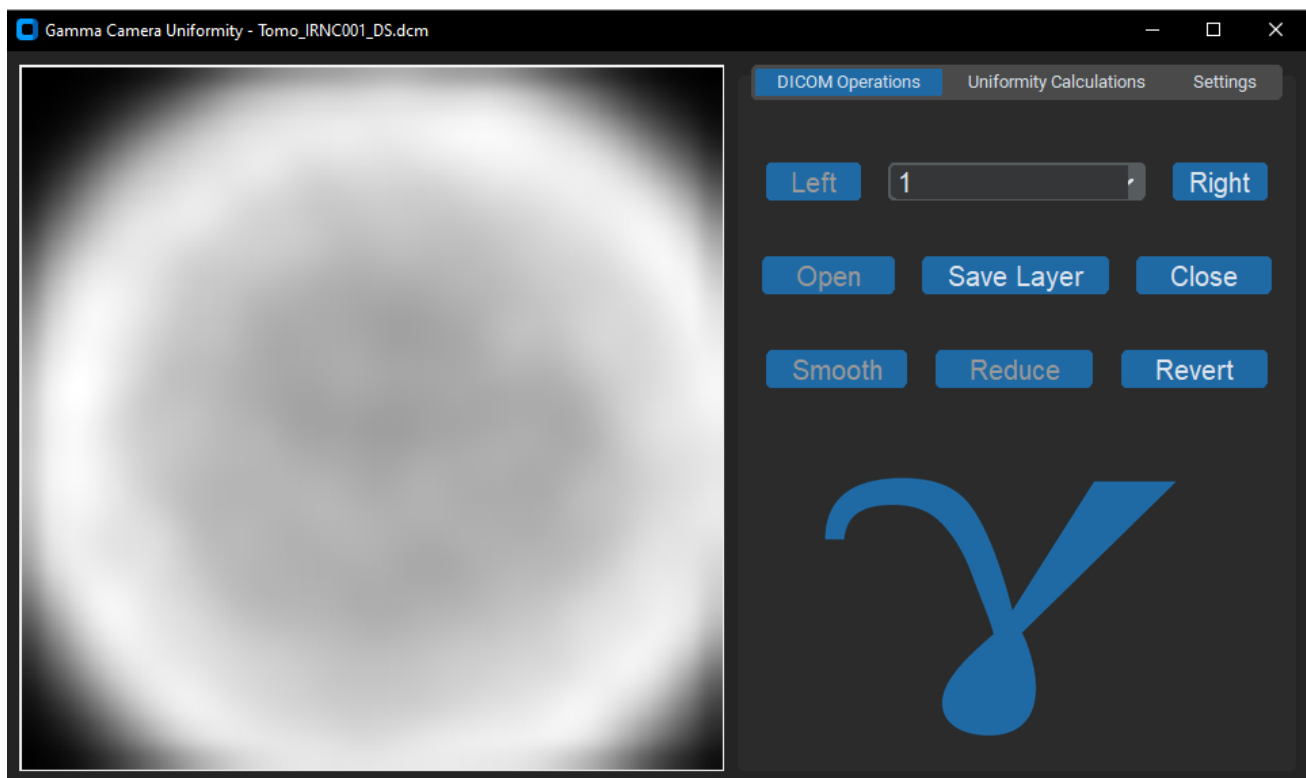 Gamma Camera Uniformity - Tomo_IRNC001_DS.dcm
DICOM Operations Uniformity Calculations Settings
Left 1 Right
Open Save Layer Close
Smooth Reduce Revert
γ